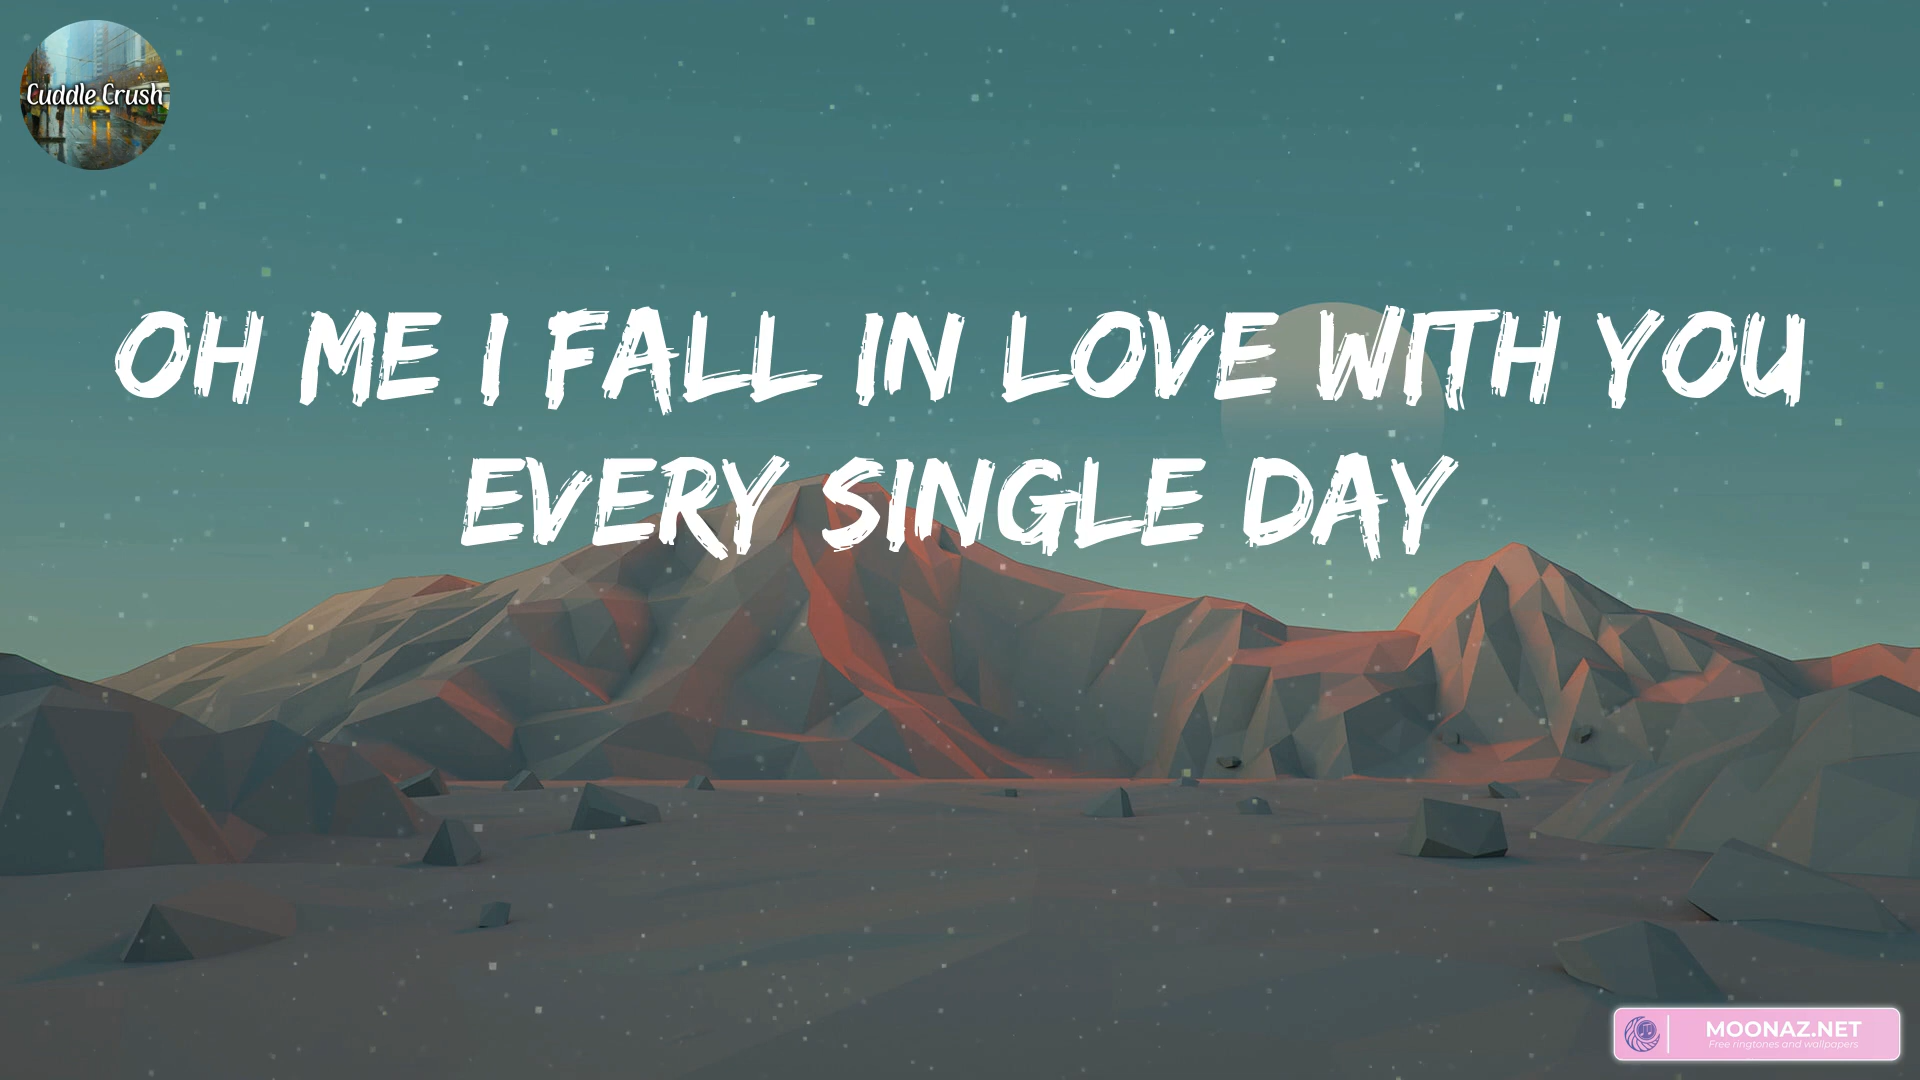 Cuddle Crush
OH ME I FALL IN LOVE WITH YOU
EVERY SINGLE DAY
MOONAZ.NET
Free ringtones and wallpapers